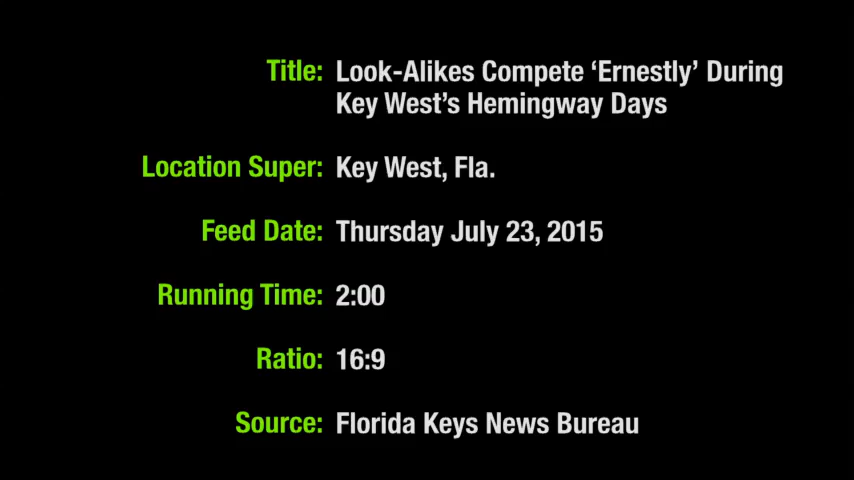 Title: Look-Alikes Compete ‘Ernestly’ During
Key West’s Hemingway Days
Location Super: Key West, Fla.
Feed Date: Thursday July 23, 2015
Running Time: 2:00
Ratio: 16:9
Source: Florida Keys News Bureau